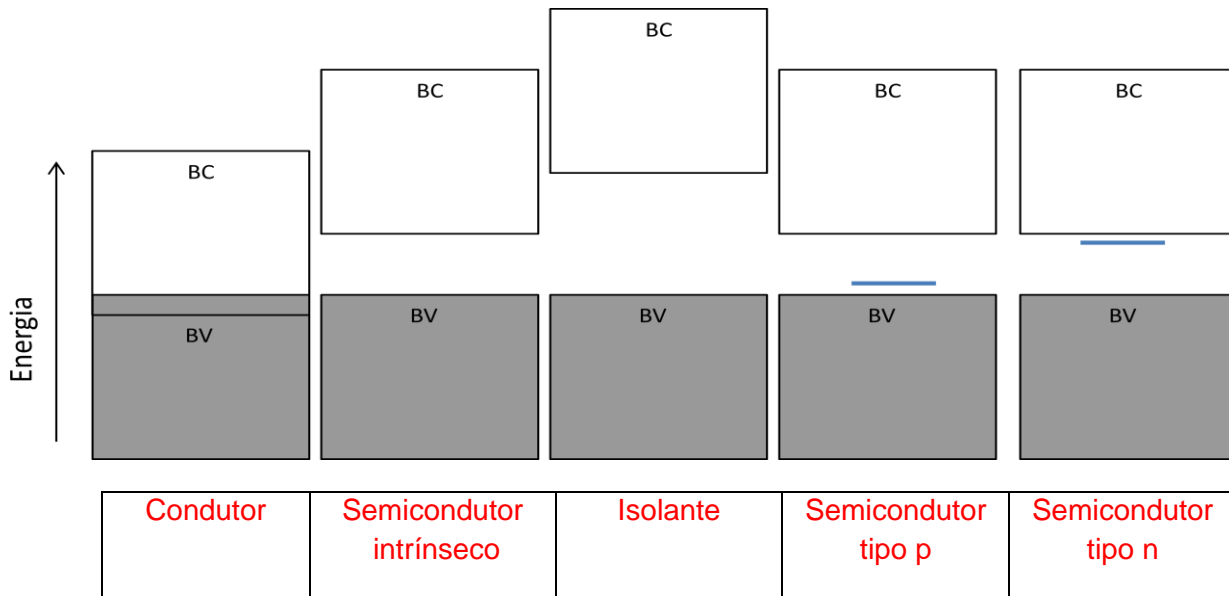 BC
BC
BC
BC
BC
Energia
BV
BV
BV
BV
BV
Condutor
Semicondutor
intrínseco
Isolante
Semicondutor
tipo p
Semicondutor
tipo n